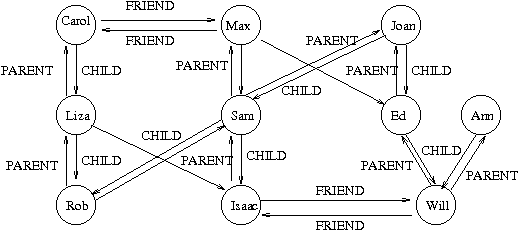 FRIEND
Carol Max Joan
FRIEND
PARENT
PARENT CHILD PARENT PARENT CHILD
CHILD
Liza Sam Ed Ann
CHILD CHILD
PARENT CHILD PARENT CHILD PARENT PARENT
FRIEND
Rob Isaac Will
FRIEND